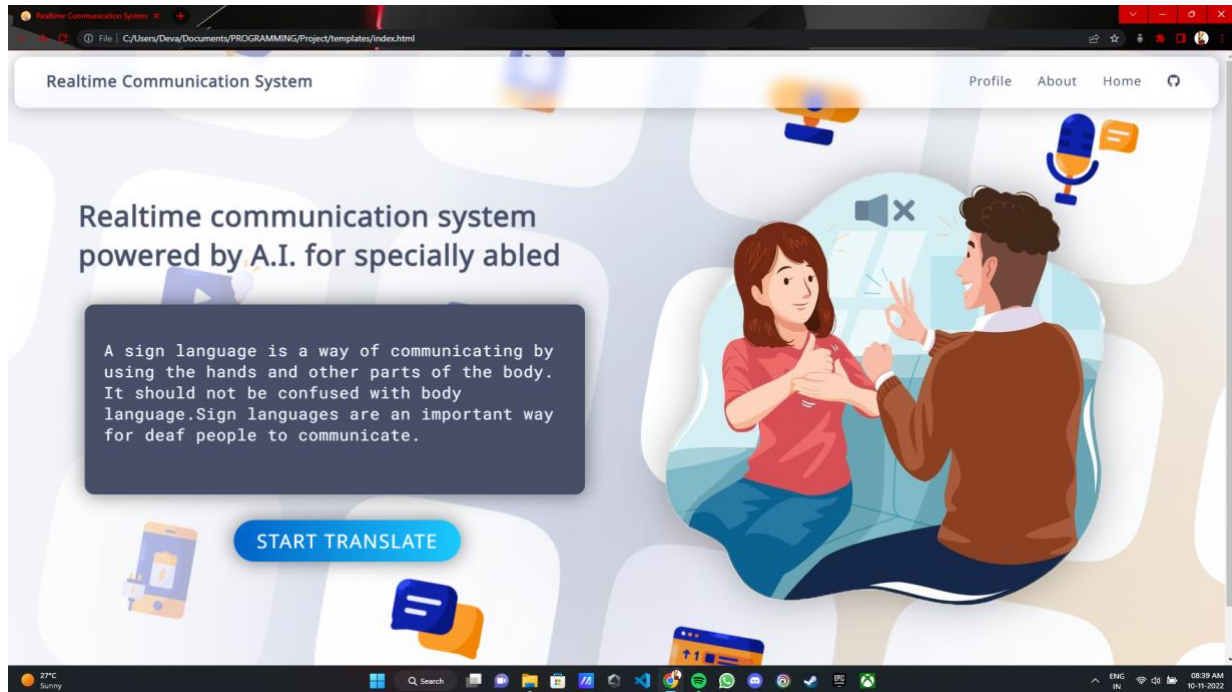 Realtime Communication System
File C:/Users/Deva/Documents/PROGRAMMING/Project/templates/index.html
Realtime Communication System
Profile About Home
Realtime communication system
powered by A.I. for specially abled
A sign language is a way of communicating by
using the hands and other parts of the body.
It should not be confused with body
language.Sign languages are an important way
for deaf people to communicate.
START TRANSLATE
1
27°C
Sunny
Search
EPIC
ENG
IN
08:39 AM
10-11-2022